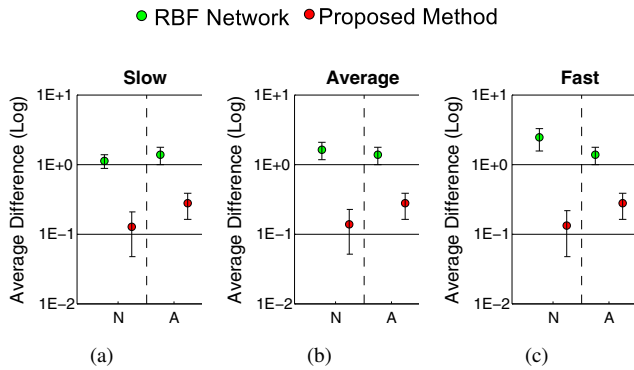 RBF Network Proposed Method
Slow
Average Difference (Log)
1E+1
1E+0
1E-1
1E-2
N A
(a)
Average
Average Difference (Log)
1E+1
1E+0
1E-1
1E-2
N A
(b)
Fast
Average Difference (Log)
1E+1
1E+0
1E-1
1E-2
N A
(c)